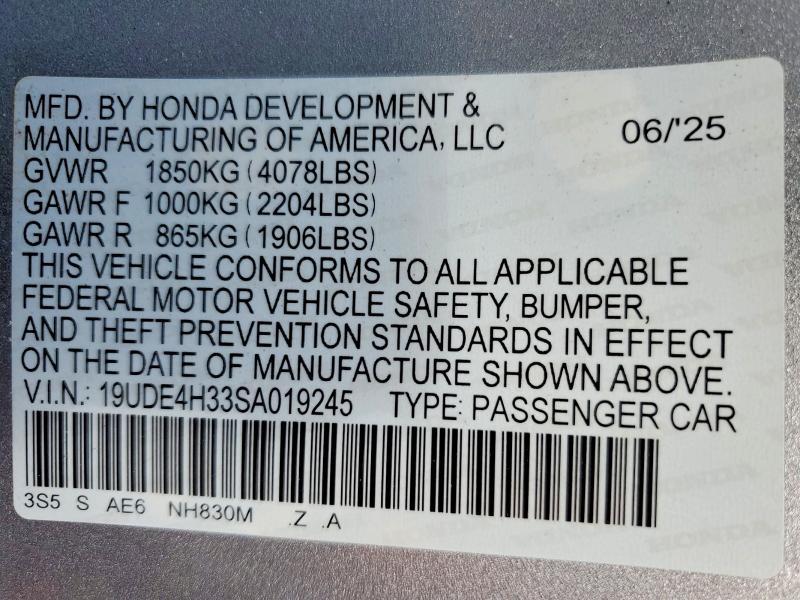 MFD. BY HONDA DEVELOPMENT &
MANUFACTURING OF AMERICA, LLC 06/'25
GVWR 1850KG (4078LBS)
GAWR F 1000KG (2204LBS)
GAWR R 865KG (1906LBS)
THIS VEHICLE CONFORMS TO ALL APPLICABLE
FEDERAL MOTOR VEHICLE SAFETY, BUMPER,
AND THEFT PREVENTION STANDARDS IN EFFECT
ON THE DATE OF MANUFACTURE SHOWN ABOVE.
V.I.N.: 19UDE4H33SA019245 TYPE: PASSENGER CAR
3S5 S AE6 NH830M .Z .A